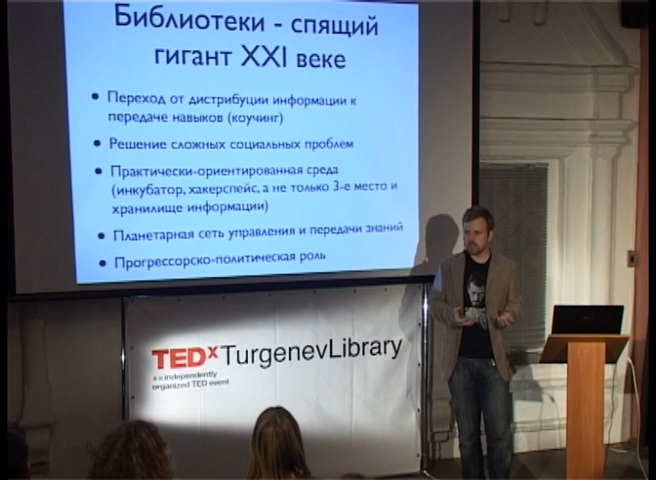 Библиотеки - спящий
гигант XXI веке
• Переход от дистрибуции информации к
передаче навыков (коучинг)
• Решение сложных социальных проблем
• Практически-ориентированная среда
(инкубатор, хакерспейс, а не только 3-е место и
хранилище информации)
• Планетарная сеть управления и передачи знаний
• Прогрессорско-политическая роль
TEDx TurgenevLibrary
x = independently
organized TED event